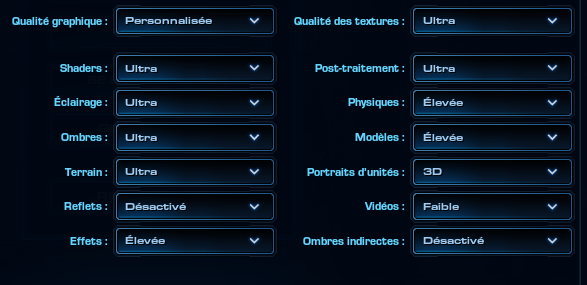 Qualité graphique : Personnalisée Qualité des textures : Ultra
Shaders : Ultra Post-traitement : Ultra
Éclairage : Ultra Physiques : Élevée
Ombres : Ultra Modèles : Élevée
Terrain : Ultra Portraits d'unités : 3D
Reflets : Désactivé Vidéos : Faible
Effets : Élevée Ombres indirectes : Désactivé